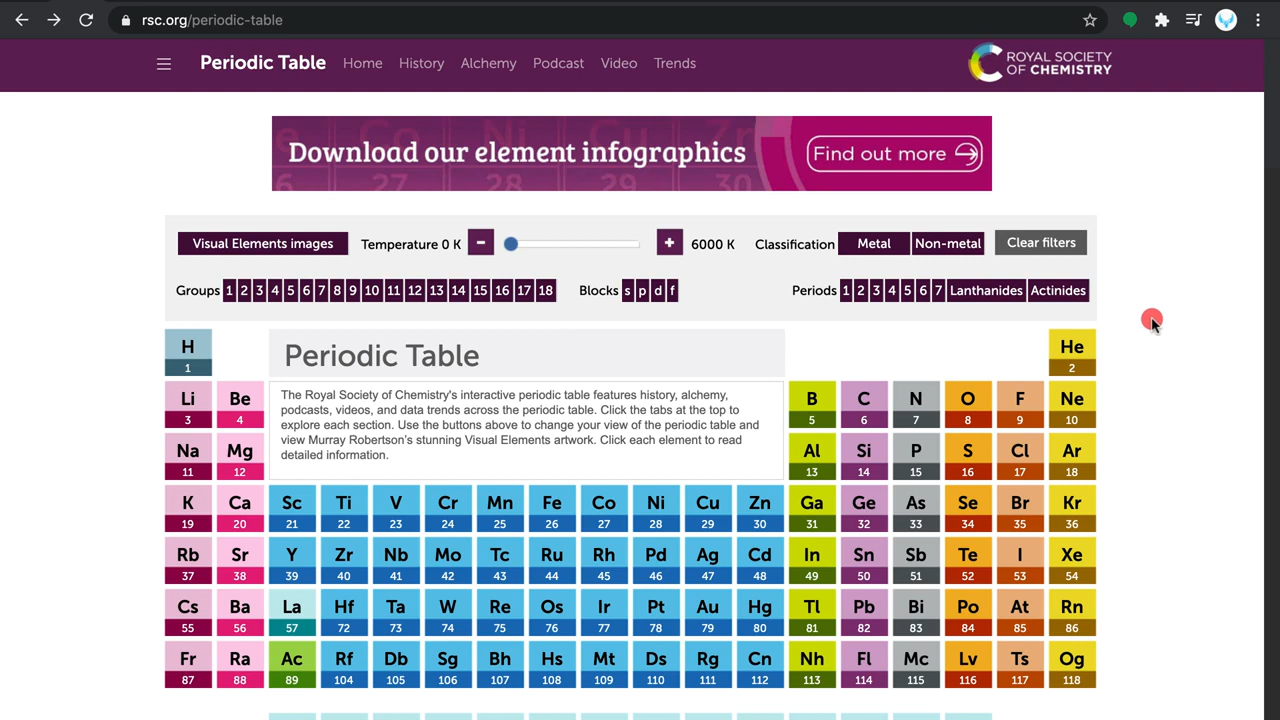 rsc.org/periodic-table
Periodic Table Home History Alchemy Podcast Video Trends
ROYAL SOCIETY
OF CHEMISTRY
Download our element infographics
Find out more
Visual Elements images Temperature 0 K - + 6000 K Classification Metal Non-metal Clear filters
Groups 1 2 3 4 5 6 7 8 9 10 11 12 13 14 15 16 17 18 Blocks s p d f Periods 1 2 3 4 5 6 7 Lanthanides Actinides
H Periodic Table He
1 2
The Royal Society of Chemistry's interactive periodic table features history, alchemy,
podcasts, videos, and data trends across the periodic table. Click the tabs at the top to
explore each section. Use the buttons above to change your view of the periodic table and
view Murray Robertson's stunning Visual Elements artwork. Click each element to read
detailed information.
Li Be B C N O F Ne
3 4 5 6 7 8 9 10
Na Mg Al Si P S Cl Ar
11 12 13 14 15 16 17 18
K Ca Sc Ti V Cr Mn Fe Co Ni Cu Zn Ga Ge As Se Br Kr
19 20 21 22 23 24 25 26 27 28 29 30 31 32 33 34 35 36
Rb Sr Y Zr Nb Mo Tc Ru Rh Pd Ag Cd In Sn Sb Te I Xe
37 38 39 40 41 42 43 44 45 46 47 48 49 50 51 52 53 54
Cs Ba La Hf Ta W Re Os Ir Pt Au Hg Tl Pb Bi Po At Rn
55 56 57 72 73 74 75 76 77 78 79 80 81 82 83 84 85 86
Fr Ra Ac Rf Db Sg Bh Hs Mt Ds Rg Cn Nh Fl Mc Lv Ts Og
87 88 89 104 105 106 107 108 109 110 111 112 113 114 115 116 117 118